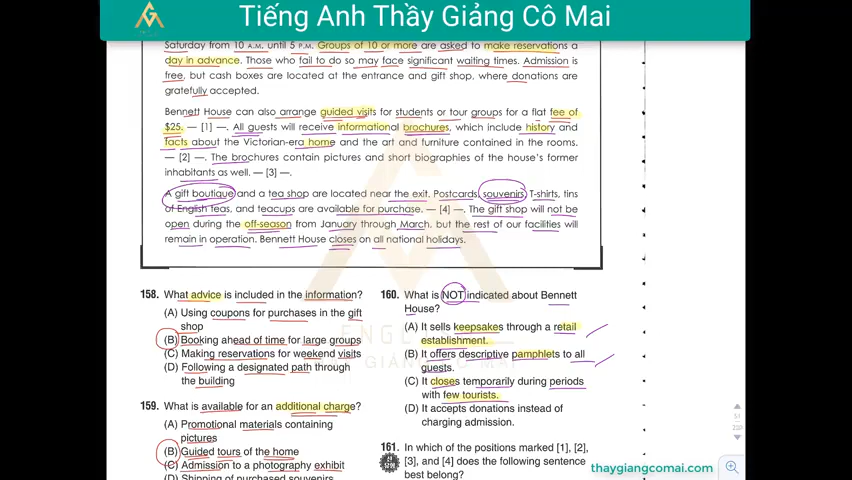 Tiếng Anh Thầy Giảng Cô Mai
Saturday from 10 A.M. until 5 P.M. Groups of 10 or more are asked to make reservations a
day in advance. Those who fail to do so may face significant waiting times. Admission is
free, but cash boxes are located at the entrance and gift shop, where donations are
gratefully accepted.
Bennett House can also arrange guided visits for students or tour groups for a flat fee of
$25. — [1] —. All guests will receive informational brochures, which include history and
facts about the Victorian-era home and the art and furniture contained in the rooms.
— [2] —. The brochures contain pictures and short biographies of the house's former
inhabitants as well. — [3] —.
A gift boutique and a tea shop are located near the exit. Postcards, souvenirs, T-shirts, tins
of English teas, and teacups are available for purchase. — [4] —. The gift shop will not be
open during the off-season from January through March, but the rest of our facilities will
remain in operation. Bennett House closes on all national holidays.
158. What advice is included in the information?
(A) Using coupons for purchases in the gift
shop
(B) Booking ahead of time for large groups
(C) Making reservations for weekend visits
(D) Following a designated path through
the building
159. What is available for an additional charge?
(A) Promotional materials containing
pictures
(B) Guided tours of the home
(C) Admission to a photography exhibit
(D) Shipping of purchased souvenirs
160. What is NOT indicated about Bennett
House?
(A) It sells keepsakes through a retail
establishment.
(B) It offers descriptive pamphlets to all
guests.
(C) It closes temporarily during periods
with few tourists.
(D) It accepts donations instead of
charging admission.
161. In which of the positions marked [1], [2],
[3], and [4] does the following sentence
best belong?
thaygiangcomai.com